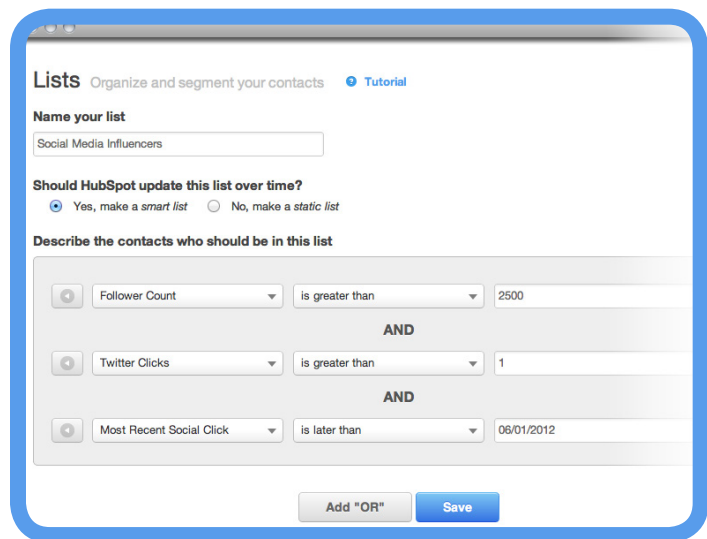 Lists Organize and segment your contacts ? Tutorial
Name your list
Social Media Influencers
Should HubSpot update this list over time?
Yes, make a smart list No, make a static list
Describe the contacts who should be in this list
Follower Count is greater than 2500
AND
Twitter Clicks is greater than 1
AND
Most Recent Social Click is later than 06/01/2012
Add "OR" Save